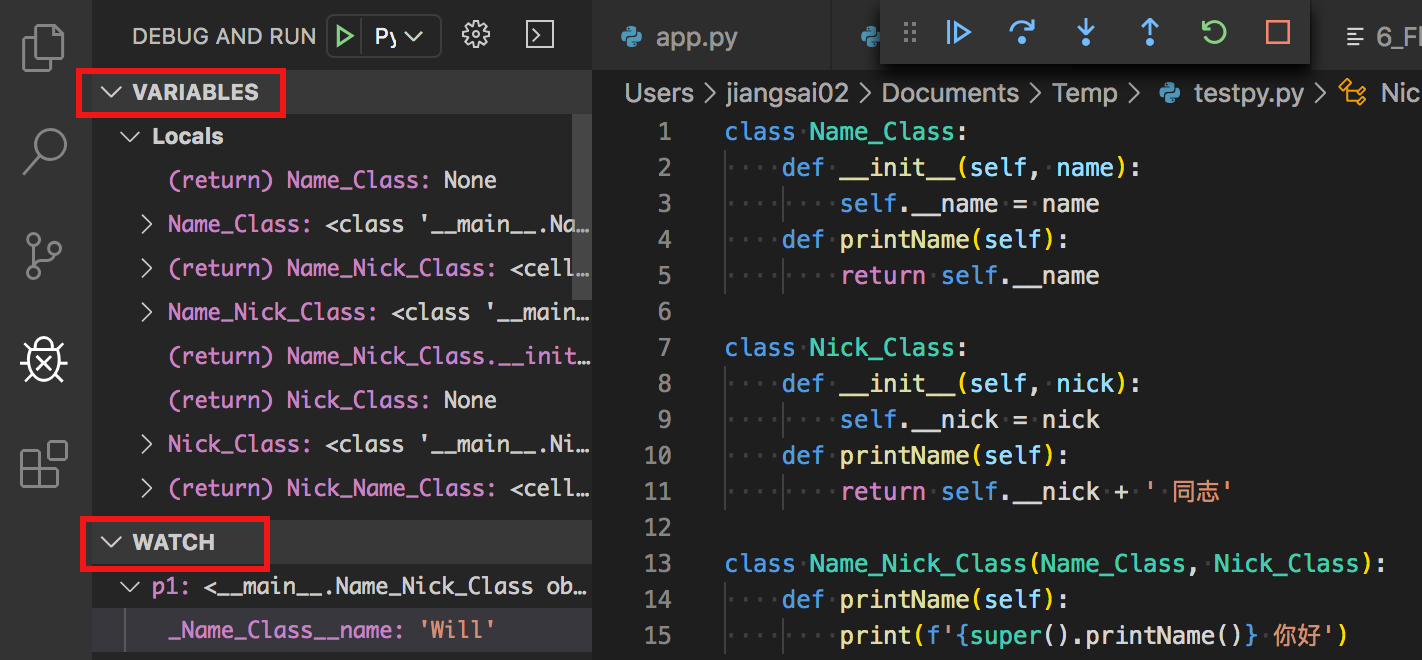 DEBUG AND RUN
Py
VARIABLES
Locals
(return) Name_Class: None
Name_Class: <class '__main__.Na…
(return) Name_Nick_Class: <cell…
Name_Nick_Class: <class '__main…
(return) Name_Nick_Class.__init…
(return) Nick_Class: None
Nick_Class: <class '__main__.Ni…
(return) Nick_Name_Class: <cell…
WATCH
p1: <__main__.Name_Nick_Class ob…
_Name_Class__name: 'Will'
app.py
6_Fl
Users > jiangsai02 > Documents > Temp > testpy.py > Nic
1 class Name_Class:
2 def __init__(self, name):
3 self.__name = name
4 def printName(self):
5 return self.__name
6
7 class Nick_Class:
8 def __init__(self, nick):
9 self.__nick = nick
10 def printName(self):
11 return self.__nick + ' 同志'
12
13 class Name_Nick_Class(Name_Class, Nick_Class):
14 def printName(self):
15 print(f'{super().printName()} 你好')